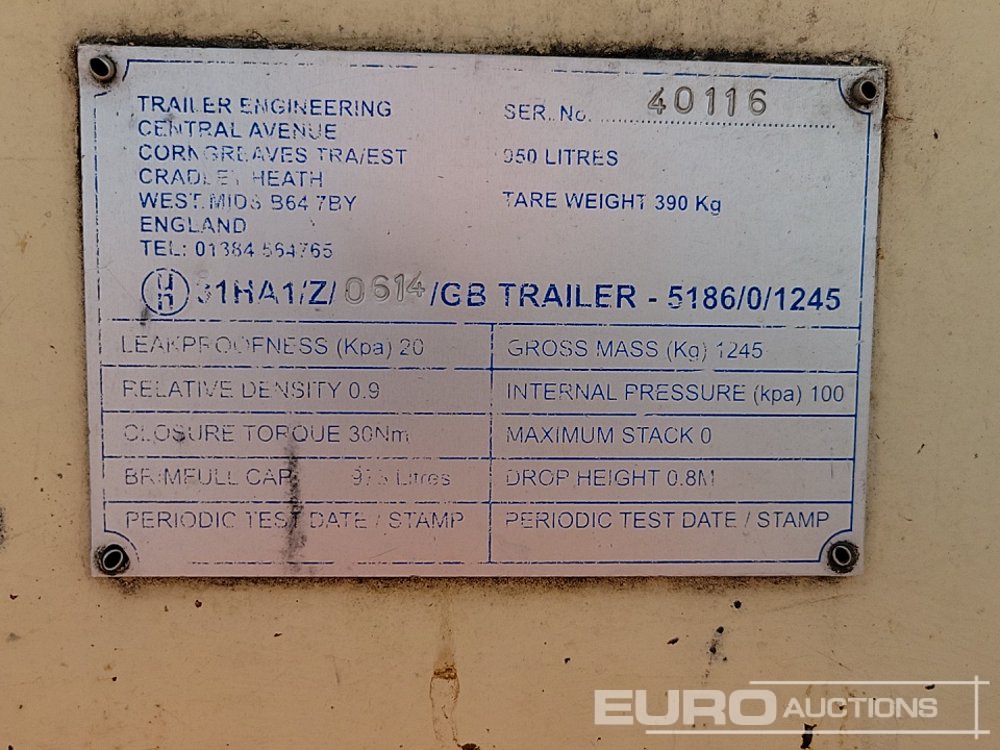 TRAILER ENGINEERING
CENTRAL AVENUE
CORNGREAVES TRA/EST
CRADLEY HEATH
WEST. MIDS B64 7BY
ENGLAND
TEL: 01384 564765
SER. No. 40116
950 LITRES
TARE WEIGHT 390 Kg
un 31HA1/Z/ 0614 /GB TRAILER - 5186/0/1245
LEAKPROOFNESS (Kpa) 20
GROSS MASS (Kg) 1245
RELATIVE DENSITY 0.9
INTERNAL PRESSURE (kpa) 100
CLOSURE TORQUE 30Nm
MAXIMUM STACK 0
BRIMFULL CAP 975 Litres
DROP HEIGHT 0.8M
PERIODIC TEST DATE / STAMP
PERIODIC TEST DATE / STAMP
EURO AUCTIONS